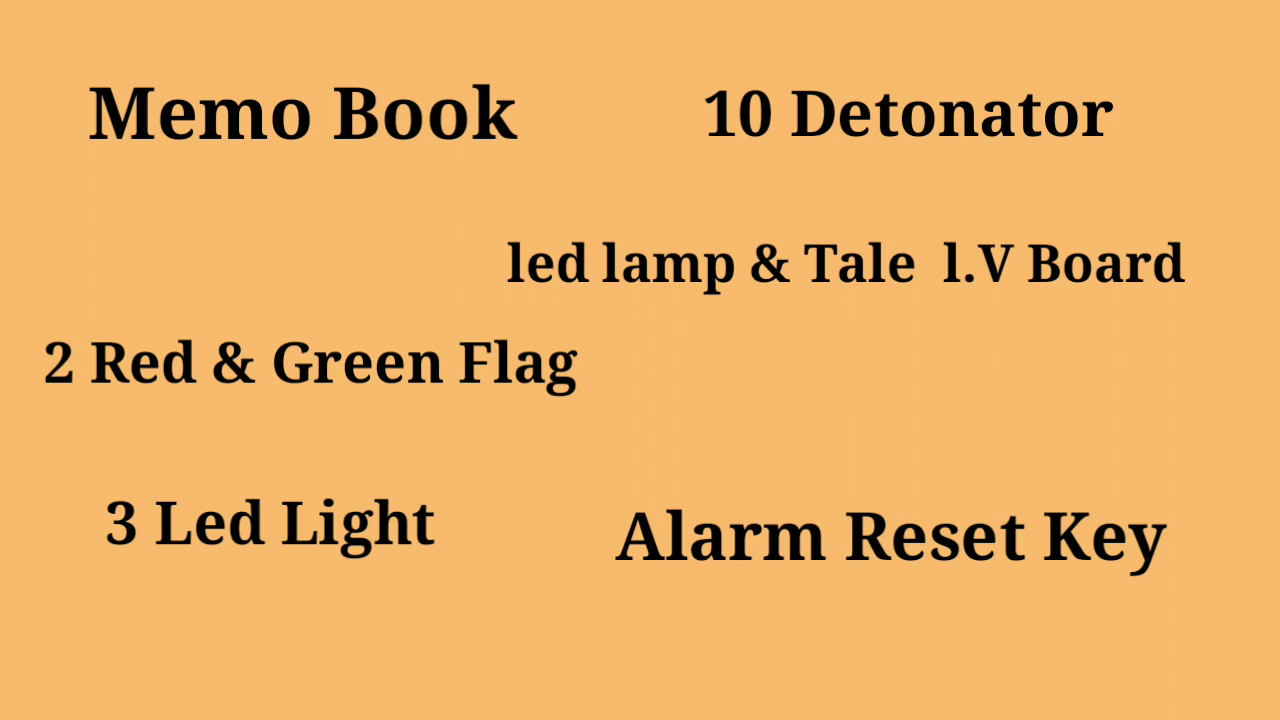 Memo Book
10 Detonator
led lamp & Tale l.V Board
2 Red & Green Flag
3 Led Light
Alarm Reset Key